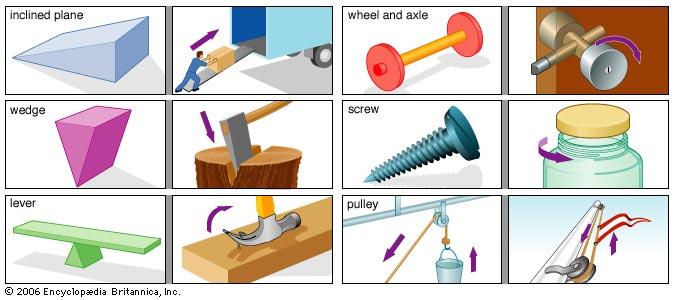 inclined plane
wheel and axle
wedge
screw
lever
pulley
© 2006 Encyclopædia Britannica, Inc.